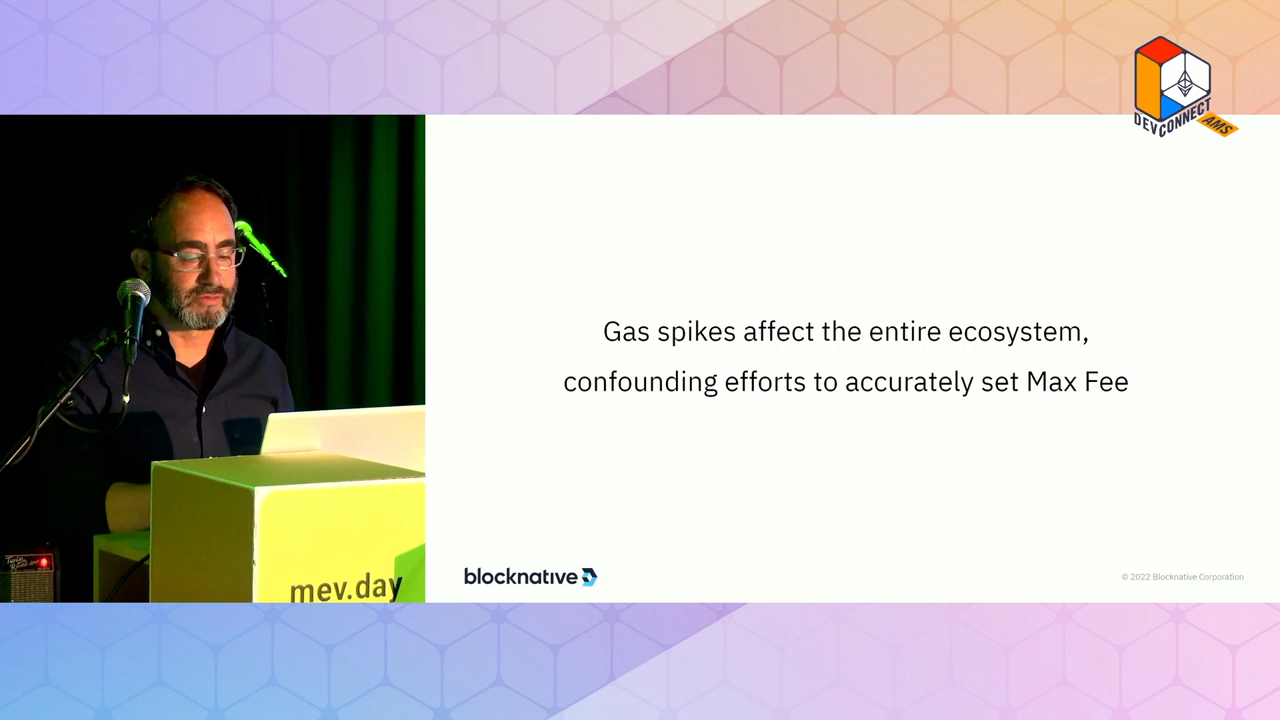 DEVCONNECT
AMS
Gas spikes affect the entire ecosystem,
confounding efforts to accurately set Max Fee
mev.day
blocknative
© 2022 Blocknative Corporation